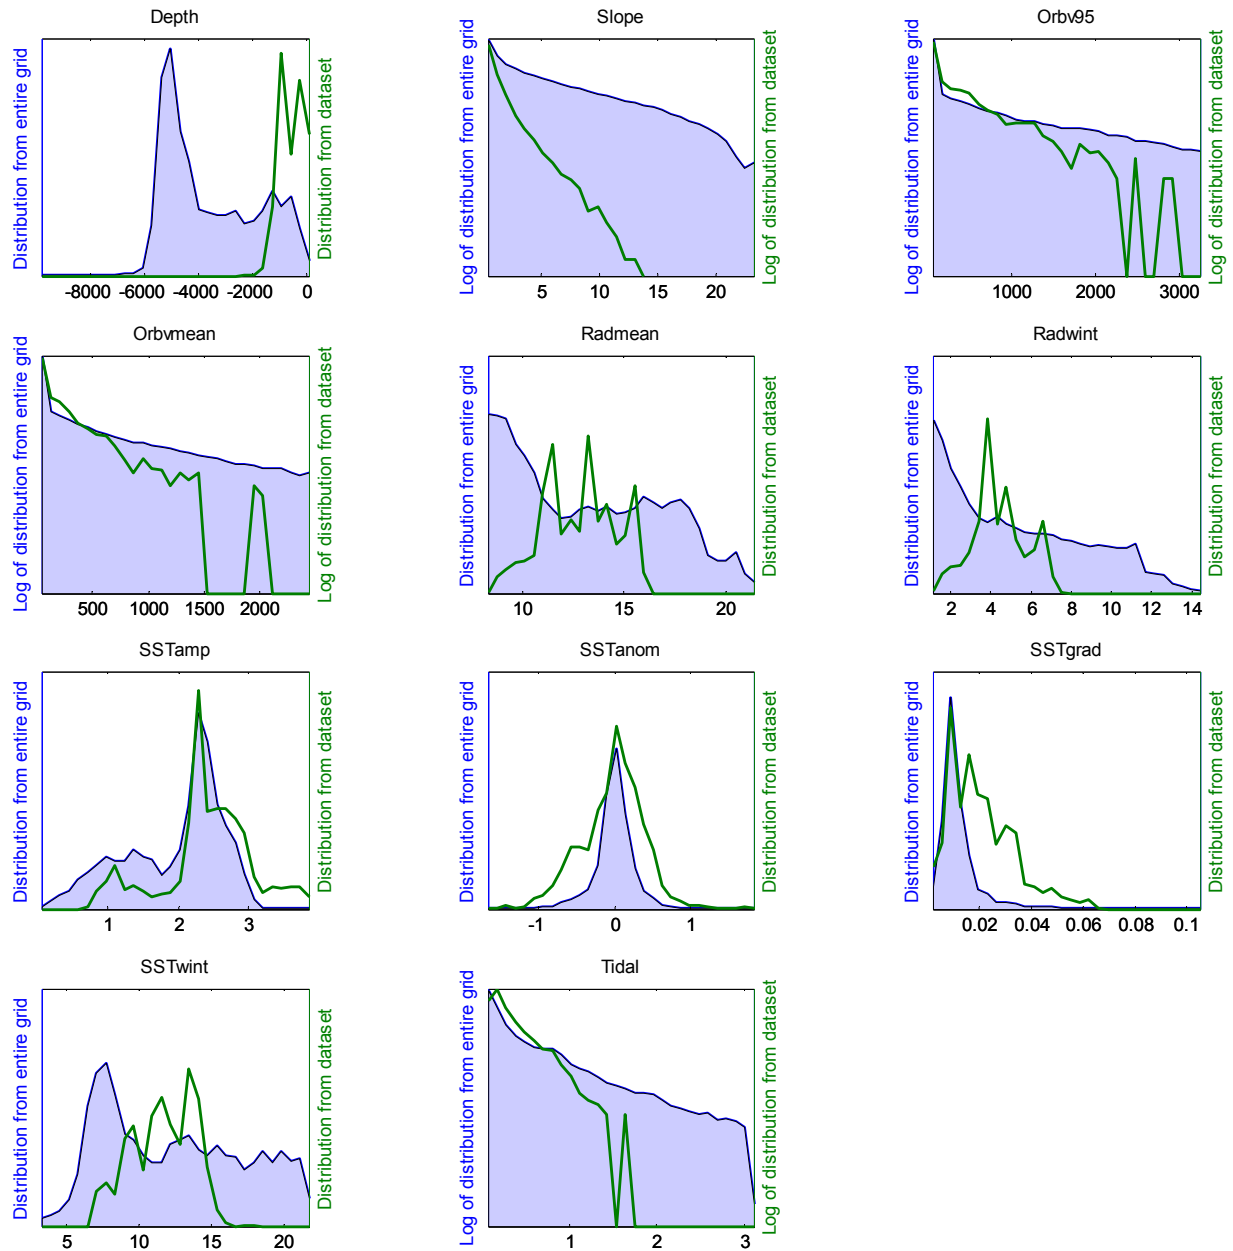 Depth
Slope
Orbv95
Distribution from entire grid
Distribution from dataset
Log of distribution from entire grid
Log of distribution from dataset
Log of distribution from entire grid
Log of distribution from dataset
-8000 -6000 -4000 -2000 0
5 10 15 20
1000 2000 3000
Orbvmean
Radmean
Radwint
Log of distribution from entire grid
Log of distribution from dataset
Distribution from entire grid
Distribution from dataset
Distribution from entire grid
Distribution from dataset
500 1000 1500 2000
10 15 20
2 4 6 8 10 12 14
SSTamp
SSTanom
SSTgrad
Distribution from entire grid
Distribution from dataset
Distribution from entire grid
Distribution from dataset
Distribution from entire grid
Distribution from dataset
1 2 3
-1 0 1
0.02 0.04 0.06 0.08 0.1
SSTwint
Tidal
Distribution from entire grid
Distribution from dataset
Log of distribution from entire grid
Log of distribution from dataset
5 10 15 20
1 2 3